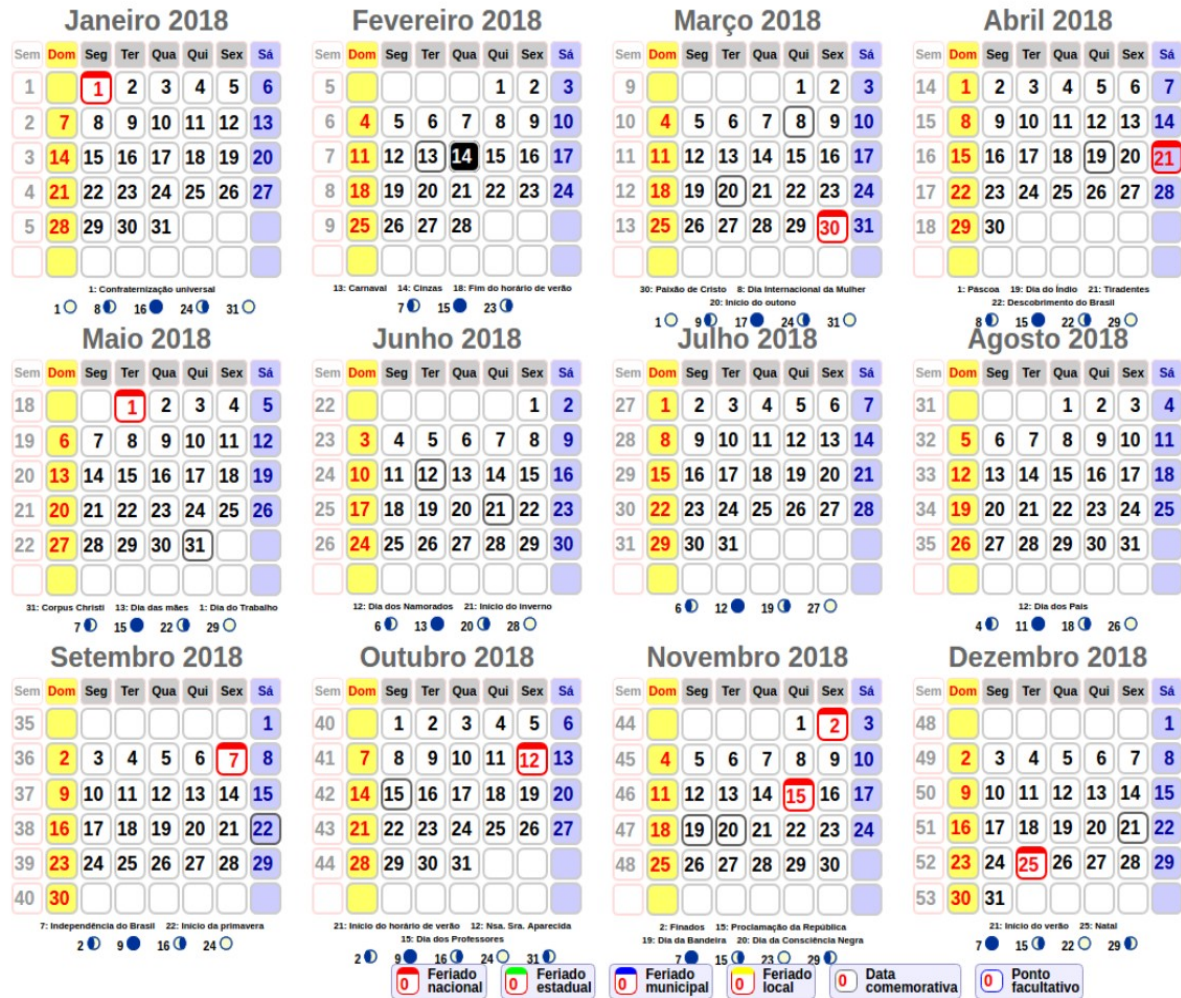 Janeiro 2018
Sem Dom Seg Ter Qua Qui Sex Sá
1 1 2 3 4 5 6
2 7 8 9 10 11 12 13
3 14 15 16 17 18 19 20
4 21 22 23 24 25 26 27
5 28 29 30 31
1: Confraternização universal
1 8 16 24 31
Fevereiro 2018
Sem Dom Seg Ter Qua Qui Sex Sá
5 1 2 3
6 4 5 6 7 8 9 10
7 11 12 13 14 15 16 17
8 18 19 20 21 22 23 24
9 25 26 27 28
13: Carnaval 14: Cinzas 18: Fim do horário de verão
7 15 23
Março 2018
Sem Dom Seg Ter Qua Qui Sex Sá
9 1 2 3
10 4 5 6 7 8 9 10
11 11 12 13 14 15 16 17
12 18 19 20 21 22 23 24
13 25 26 27 28 29 30 31
30: Paixão de Cristo 8: Dia Internacional da Mulher
20: Início do outono
1 9 17 24 31
Abril 2018
Sem Dom Seg Ter Qua Qui Sex Sá
14 1 2 3 4 5 6 7
15 8 9 10 11 12 13 14
16 15 16 17 18 19 20 21
17 22 23 24 25 26 27 28
18 29 30
1: Páscoa 19: Dia do Índio 21: Tiradentes
22: Descobrimento do Brasil
8 15 22 29
Maio 2018
Sem Dom Seg Ter Qua Qui Sex Sá
18 1 2 3 4 5
19 6 7 8 9 10 11 12
20 13 14 15 16 17 18 19
21 20 21 22 23 24 25 26
22 27 28 29 30 31
31: Corpus Christi 13: Dia das mães 1: Dia do Trabalho
7 15 22 29
Junho 2018
Sem Dom Seg Ter Qua Qui Sex Sá
22 1 2
23 3 4 5 6 7 8 9
24 10 11 12 13 14 15 16
25 17 18 19 20 21 22 23
26 24 25 26 27 28 29 30
12: Dia dos Namorados 21: Início do inverno
6 13 20 28
Julho 2018
Sem Dom Seg Ter Qua Qui Sex Sá
27 1 2 3 4 5 6 7
28 8 9 10 11 12 13 14
29 15 16 17 18 19 20 21
30 22 23 24 25 26 27 28
31 29 30 31
6 12 19 27
Agosto 2018
Sem Dom Seg Ter Qua Qui Sex Sá
31 1 2 3 4
32 5 6 7 8 9 10 11
33 12 13 14 15 16 17 18
34 19 20 21 22 23 24 25
35 26 27 28 29 30 31
12: Dia dos Pais
4 11 18 26
Setembro 2018
Sem Dom Seg Ter Qua Qui Sex Sá
35 1
36 2 3 4 5 6 7 8
37 9 10 11 12 13 14 15
38 16 17 18 19 20 21 22
39 23 24 25 26 27 28 29
40 30
7: Independência do Brasil 22: Início da primavera
2 9 16 24
Outubro 2018
Sem Dom Seg Ter Qua Qui Sex Sá
40 1 2 3 4 5 6
41 7 8 9 10 11 12 13
42 14 15 16 17 18 19 20
43 21 22 23 24 25 26 27
44 28 29 30 31
21: Início do horário de verão 12: Nsa. Sra. Aparecida
15: Dia dos Professores
2 9 16 24 31
Novembro 2018
Sem Dom Seg Ter Qua Qui Sex Sá
44 1 2 3
45 4 5 6 7 8 9 10
46 11 12 13 14 15 16 17
47 18 19 20 21 22 23 24
48 25 26 27 28 29 30
2: Finados 15: Proclamação da República
19: Dia da Bandeira 20: Dia da Consciência Negra
7 15 23 29
Dezembro 2018
Sem Dom Seg Ter Qua Qui Sex Sá
48 1
49 2 3 4 5 6 7 8
50 9 10 11 12 13 14 15
51 16 17 18 19 20 21 22
52 23 24 25 26 27 28 29
53 30 31
21: Início do verão 25: Natal
7 15 22 29
0 Feriado nacional
0 Feriado estadual
0 Feriado municipal
0 Feriado local
0 Data comemorativa
0 Ponto facultativo